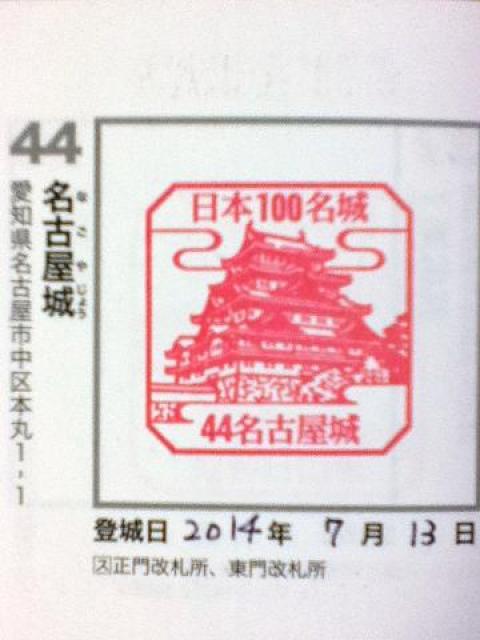 44
名古屋城
なごやじょう
愛知県名古屋市中区本丸1-1
日本100名城
44名古屋城
登城日 2014年 7月 13日
ス正門改札所、東門改札所